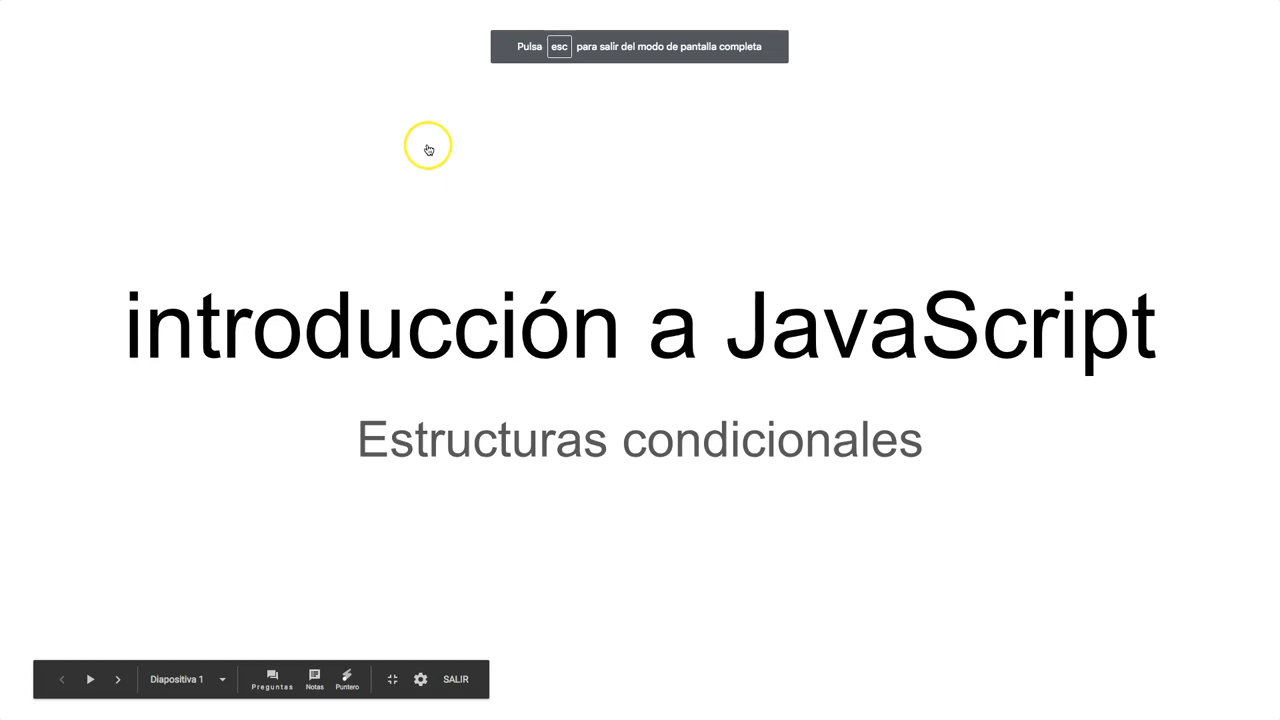 Pulsa esc para salir del modo de pantalla completa
introducción a JavaScript
Estructuras condicionales
Diapositiva 1 Preguntas Notas Puntero SALIR